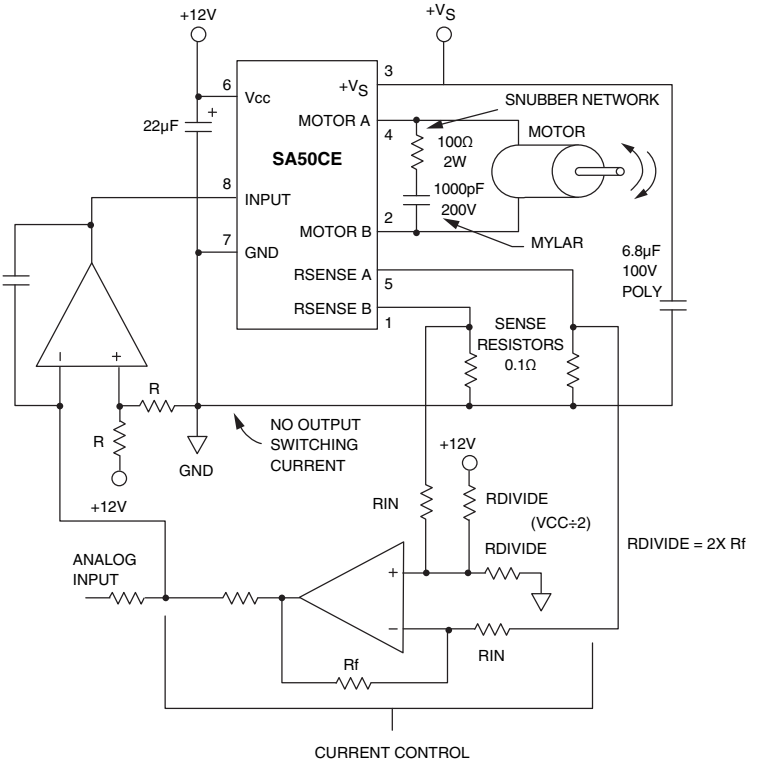 +12V
+VS
6
Vcc
+
22µF
3
+VS
SNUBBER NETWORK
MOTOR A
4
100Ω
2W
MOTOR
SA50CE
8
INPUT
1000pF
200V
2
MOTOR B
MYLAR
7
GND
6.8µF
100V
POLY
RSENSE A
5
RSENSE B
1
SENSE
RESISTORS
0.1Ω
–
+
R
R
GND
NO OUTPUT
SWITCHING
CURRENT
+12V
+12V
RIN
RDIVIDE
(VCC÷2)
RDIVIDE
RDIVIDE = 2X Rf
ANALOG
INPUT
+
–
RIN
Rf
CURRENT CONTROL